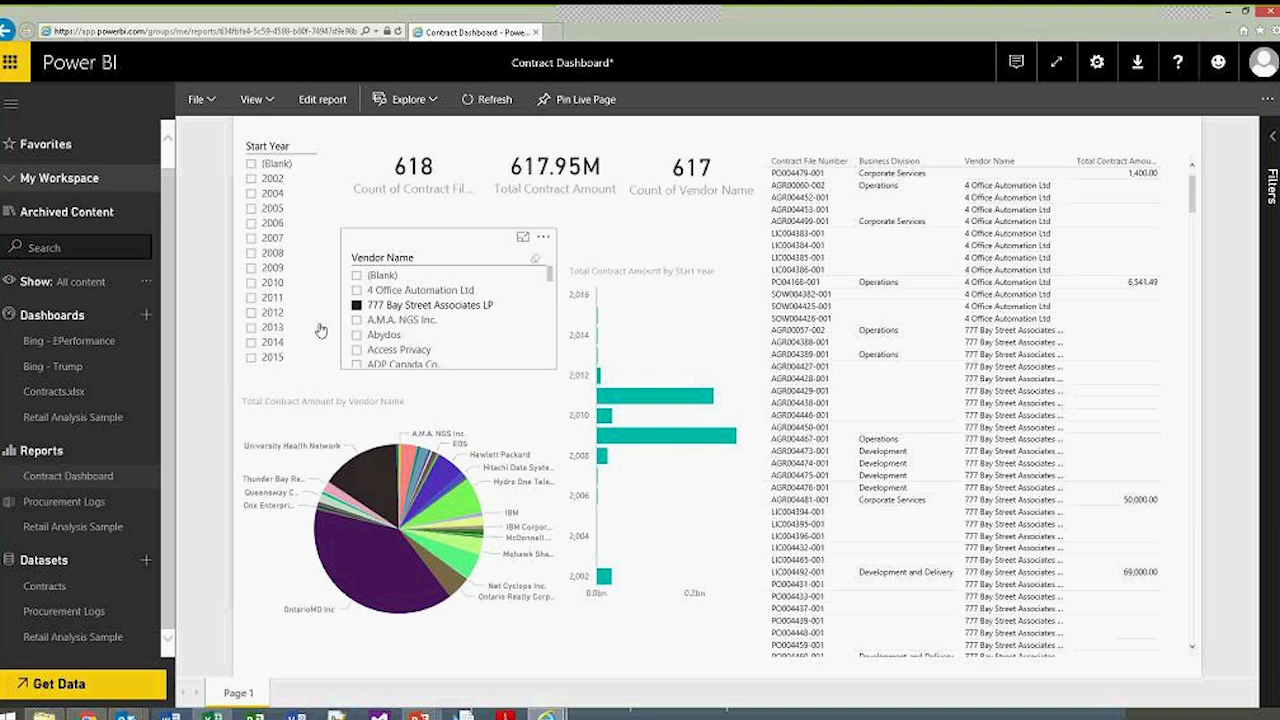 Contract Dashboard - Powe...
Power BI
Contract Dashboard*
File
View
Edit report
Explore
Refresh
Pin Live Page
Favorites
My Workspace
Archived Content
Search
Show: All content
Dashboards
Bing - EPerformance
Bing - Trump
Contracts.xlsx
Retail Analysis Sample
Reports
Contract Dashboard
Procurement Logs
Retail Analysis Sample
Datasets
Contracts
Procurement Logs
Retail Analysis Sample
Get Data
Start Year
(Blank)
2002
2004
2005
2006
2007
2008
2009
2010
2011
2012
2013
2014
2015
618
Count of Contract Fil...
617.95M
Total Contract Amount
617
Count of Vendor Name
Vendor Name
(Blank)
4 Office Automation Ltd
777 Bay Street Associates LP
A.M.A. NGS Inc.
Abydos
Access Privacy
ADP Canada Co.
Total Contract Amount by Vendor Name
A.M.A. NGS Inc.
EDS
Hewlett Packard
Hitachi Data Syste...
Hydro One Tele...
IBM
IBM Corpor...
McDonnell...
Mohawk Sha...
Net Cyclops Inc.
Ontario Realty Corp...
OntarioMD Inc
Onx Enterpri...
Queensway C...
Thunder Bay Re...
University Health Network
Total Contract Amount by Start Year
2,016
2,014
2,012
2,010
2,008
2,006
2,004
2,002
0.0bn 0.2bn
Contract File Number Business Division Vendor Name Total Contract Amou...
PO004479-001 Corporate Services 1,400.00
AGR00060-002 Operations 4 Office Automation Ltd
AGR004452-001 4 Office Automation Ltd
AGR004453-001 4 Office Automation Ltd
AGR004499-001 Corporate Services 4 Office Automation Ltd
LIC004383-001 4 Office Automation Ltd
LIC004384-001 4 Office Automation Ltd
LIC004385-001 4 Office Automation Ltd
LIC004386-001 4 Office Automation Ltd
PO04168-001 Operations 4 Office Automation Ltd 6,541.49
SOW004382-001 4 Office Automation Ltd
SOW004425-001 4 Office Automation Ltd
SOW004426-001 4 Office Automation Ltd
AGR00057-002 Operations 777 Bay Street Associates ...
AGR004388-001 777 Bay Street Associates ...
AGR004389-001 Operations 777 Bay Street Associates ...
AGR004427-001 777 Bay Street Associates ...
AGR004428-001 777 Bay Street Associates ...
AGR004429-001 777 Bay Street Associates ...
AGR004438-001 777 Bay Street Associates ...
AGR004446-001 777 Bay Street Associates ...
AGR004450-001 777 Bay Street Associates ...
AGR004467-001 Operations 777 Bay Street Associates ...
AGR004473-001 Development 777 Bay Street Associates ...
AGR004474-001 Development 777 Bay Street Associates ...
AGR004475-001 Development 777 Bay Street Associates ...
AGR004476-001 Development 777 Bay Street Associates ...
AGR004481-001 Corporate Services 777 Bay Street Associates ... 50,000.00
LIC004394-001 777 Bay Street Associates ...
LIC004395-001 777 Bay Street Associates ...
LIC004396-001 777 Bay Street Associates ...
LIC004432-001 777 Bay Street Associates ...
LIC004465-001 777 Bay Street Associates ...
LIC004492-001 Development and Delivery 777 Bay Street Associates ... 69,000.00
PO004431-001 777 Bay Street Associates ...
PO004433-001 777 Bay Street Associates ...
PO004437-001 777 Bay Street Associates ...
PO004439-001 777 Bay Street Associates ...
PO004448-001 777 Bay Street Associates ...
PO004459-001 777 Bay Street Associates ...
PO004460-001 Development and Delivery 777 Bay Street Associates ...
Filters
Page 1